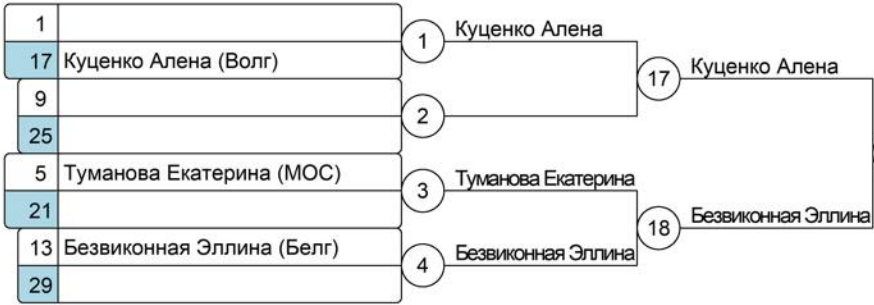 1
17 Куценко Алена (Волг)
1
Куценко Алена
9
25
2
17
Куценко Алена
5 Туманова Екатерина (МОС)
21
3
Туманова Екатерина
13 Безвиконная Эллина (Белг)
29
4
Безвиконная Эллина
18
Безвиконная Эллина